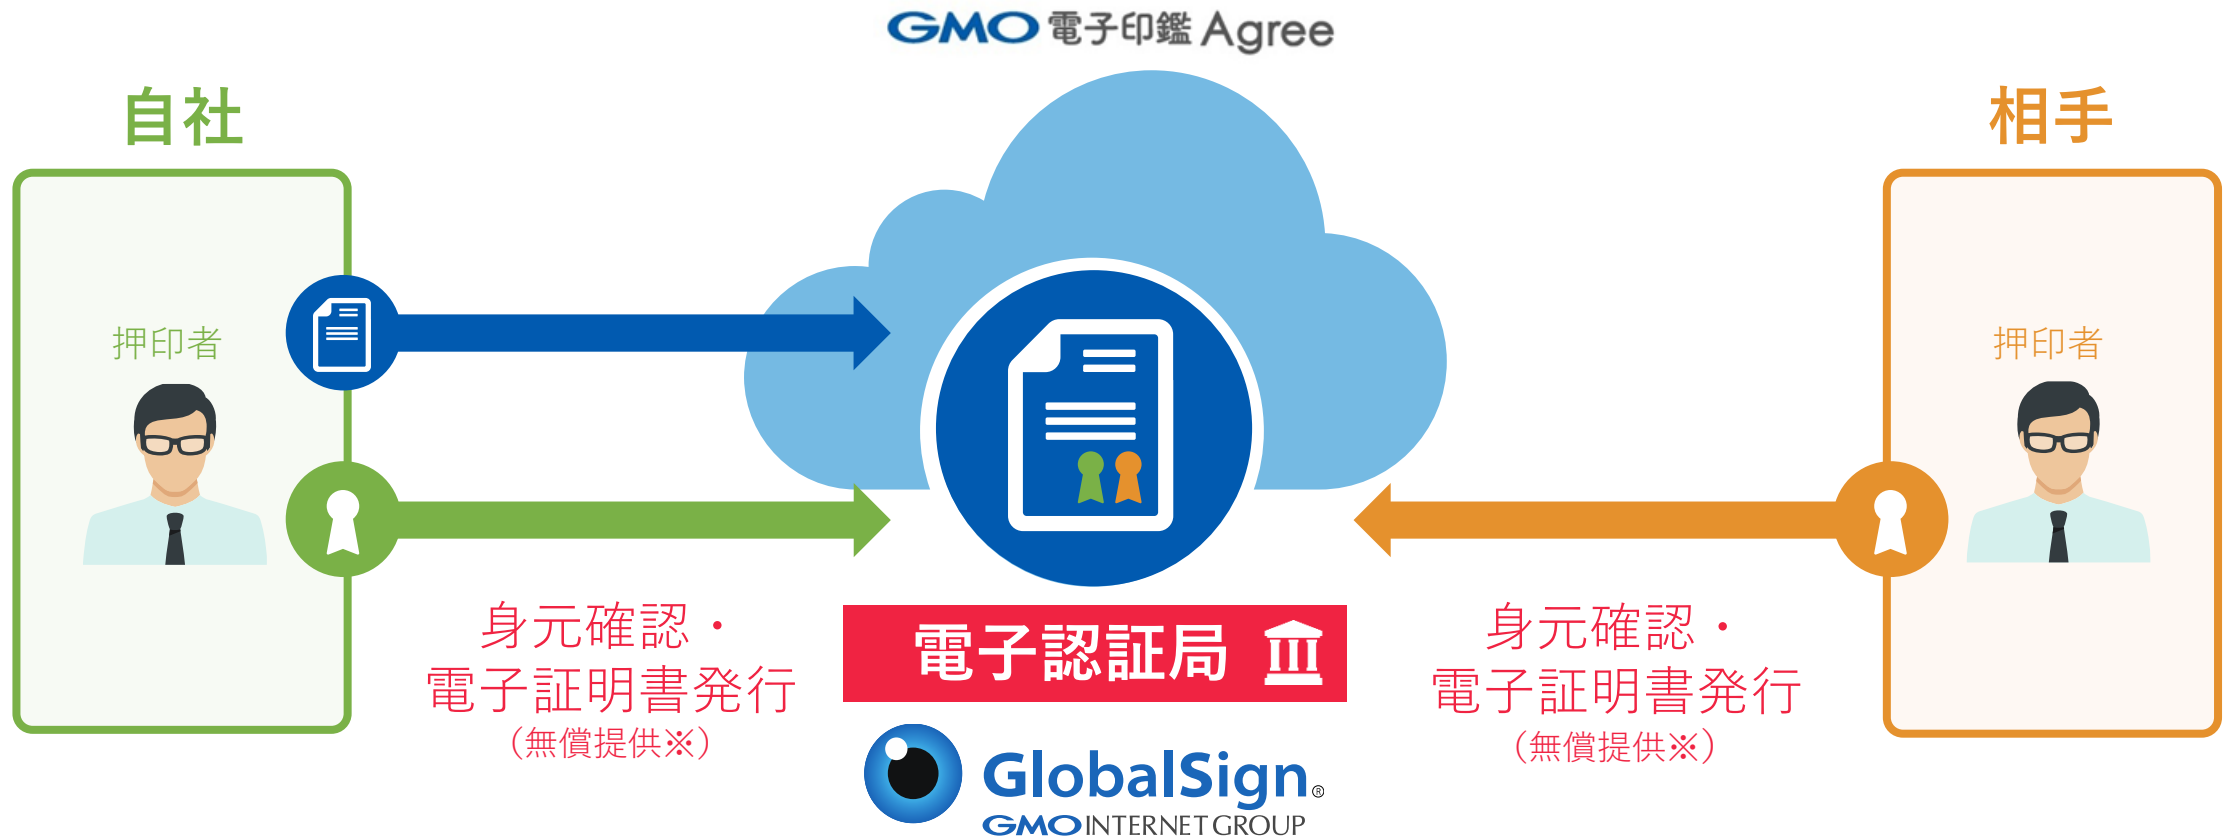 GMO 電子印鑑 Agree
自社
相手
押印者
押印者
身元確認・
電子証明書発行
（無償提供※）
電子認証局
身元確認・
電子証明書発行
（無償提供※）
GlobalSign®
GMO INTERNET GROUP